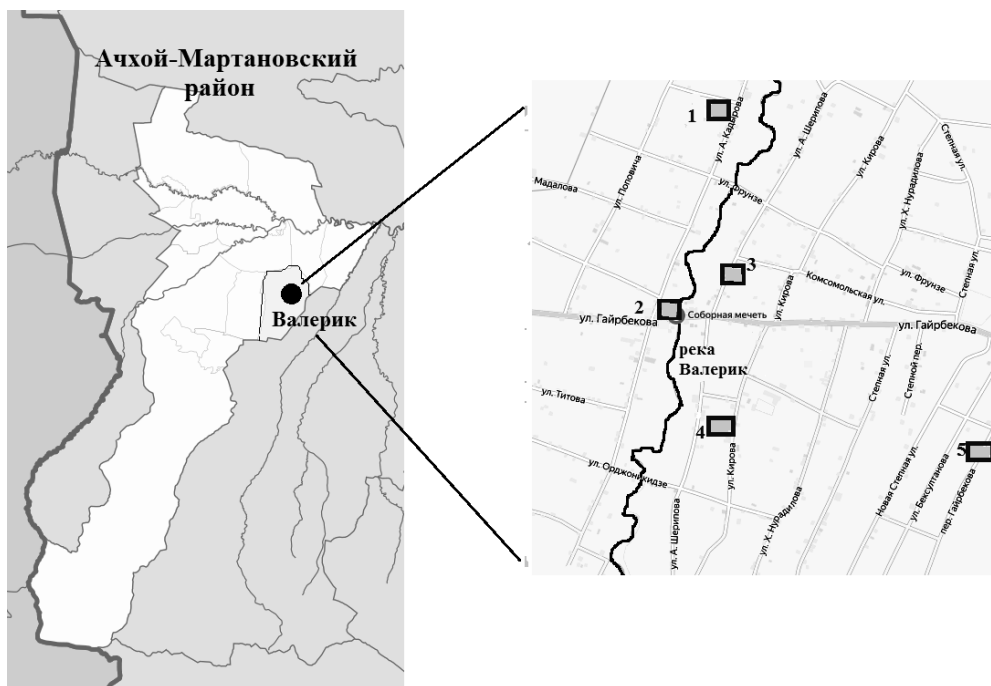 Ачхой-Мартановский
район
Валерик
1
ул. А. Кадырова
ул. А. Шерипова
ул. Кирова
Степная ул.
ул. Поповича
ул. Х. Нурадилова
Мадалова
ул. Фрунзе
Степная ул.
3
ул. Фрунзе
Комсомольская ул.
ул. Кирова
2
Соборная мечеть
ул. Гайрбекова
ул. Гайрбекова
река
Валерик
Степная ул.
Степной пер.
ул. Титова
4
5
ул. Кирова
ул. Орджоникидзе
Новая Степная ул.
ул. Бексултанова
пер. Гайрбекова
ул. А. Шерипова
ул. Х. Нурадилова